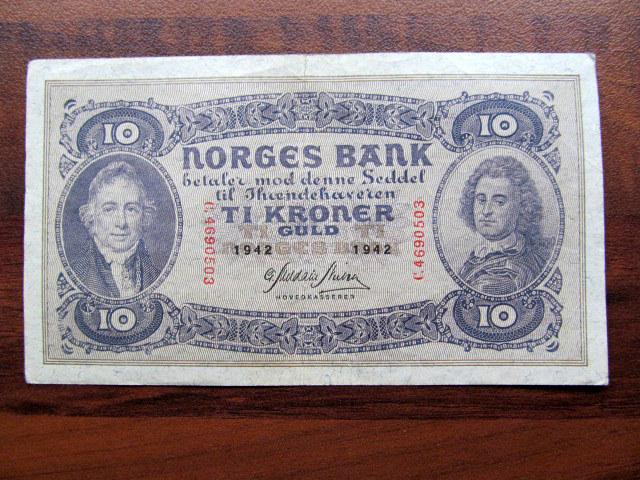 10 10
NORGES BANK
betaler mod denne Seddel
til Ihændehaveren
TI KRONER
GULD
1942 1942
HOVEDKASSERER
C.4690503
C.4690503
10 10